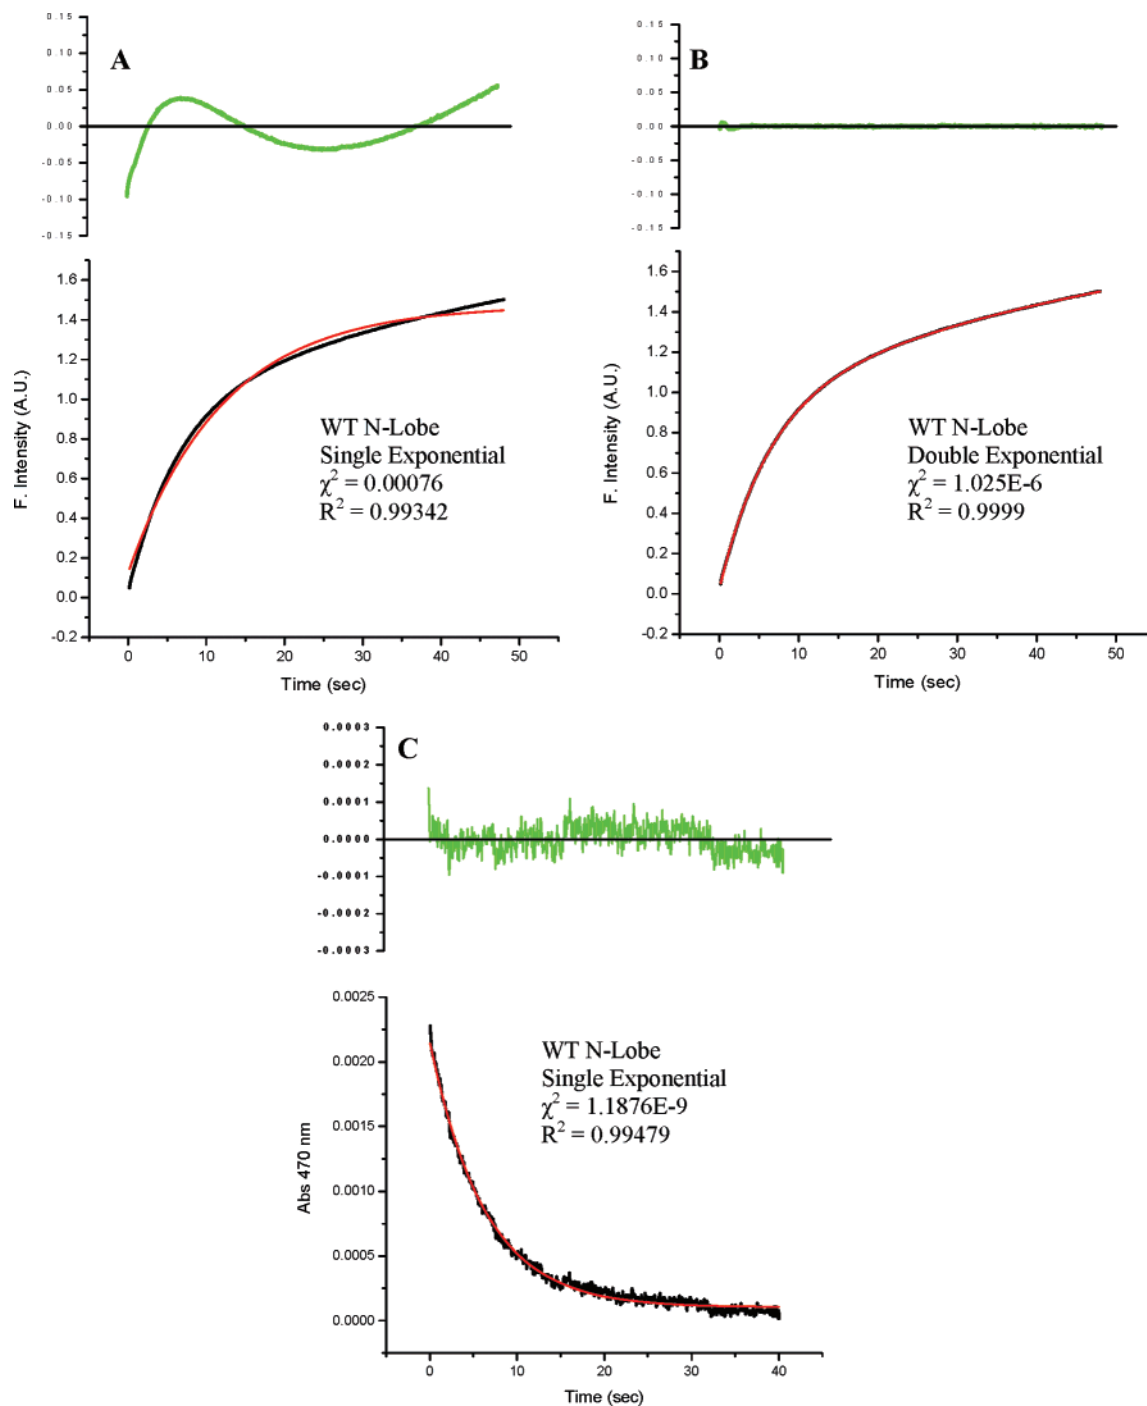 A
0.15
0.10
0.05
0.00
-0.05
-0.10
-0.15
1.6
1.4
1.2
1.0
0.8
0.6
0.4
0.2
0.0
-0.2
F. Intensity (A.U.)
WT N-Lobe
Single Exponential
χ² = 0.00076
R² = 0.99342
0 10 20 30 40 50
Time (sec)
B
0.15
0.10
0.05
0.00
-0.05
-0.10
-0.15
1.6
1.4
1.2
1.0
0.8
0.6
0.4
0.2
0.0
-0.2
F. Intensity (A.U.)
WT N-Lobe
Double Exponential
χ² = 1.025E-6
R² = 0.9999
0 10 20 30 40 50
Time (sec)
C
0.0003
0.0002
0.0001
0.0000
-0.0001
-0.0002
-0.0003
0.0025
0.0020
0.0015
0.0010
0.0005
0.0000
Abs 470 nm
WT N-Lobe
Single Exponential
χ² = 1.1876E-9
R² = 0.99479
0 10 20 30 40
Time (sec)